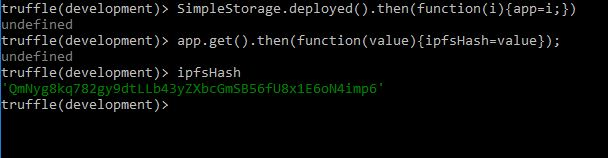 truffle(development)> SimpleStorage.deployed().then(function(i){app=i;})
undefined
truffle(development)> app.get().then(function(value){ipfsHash=value});
undefined
truffle(development)> ipfsHash
'QmNyg8kq782gy9dtLLb43yZXbcGmSB56fU8x1E6oN4imp6'
truffle(development)>